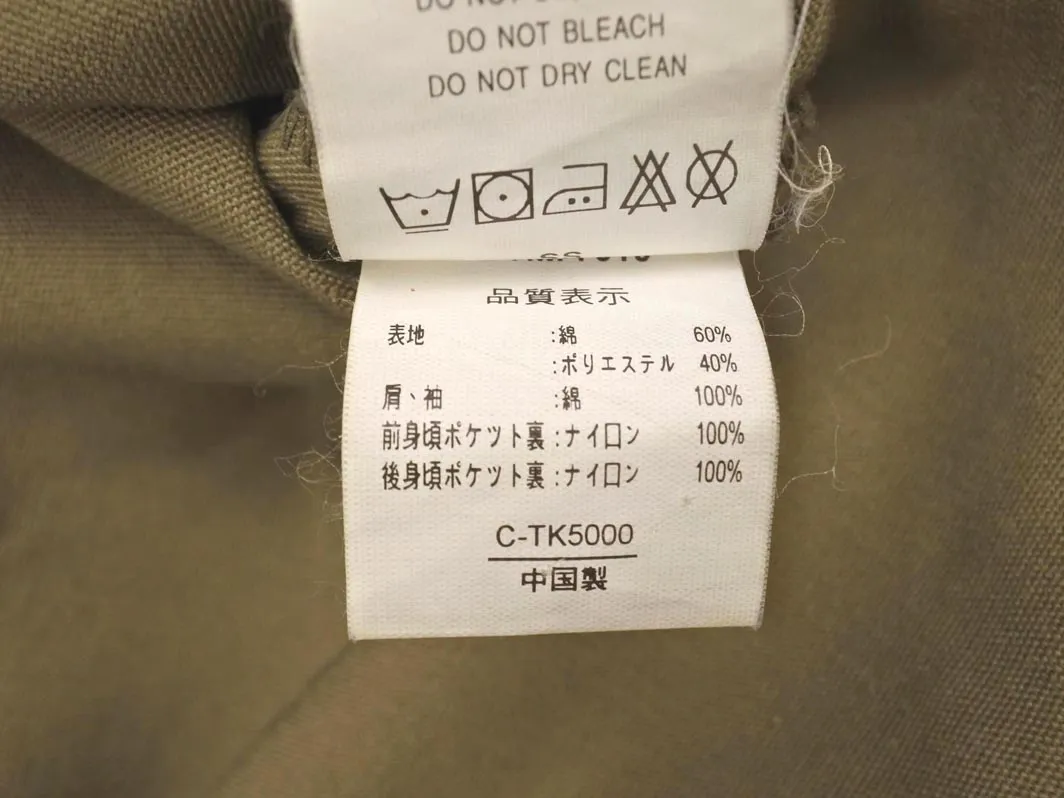 DO NOT
DO NOT BLEACH
DO NOT DRY CLEAN
品質表示
表地 :綿 60%
:ポリエステル 40%
肩、袖 :綿 100%
前身頃ポケット裏:ナイロン 100%
後身頃ポケット裏:ナイロン 100%
C-TK5000
中国製